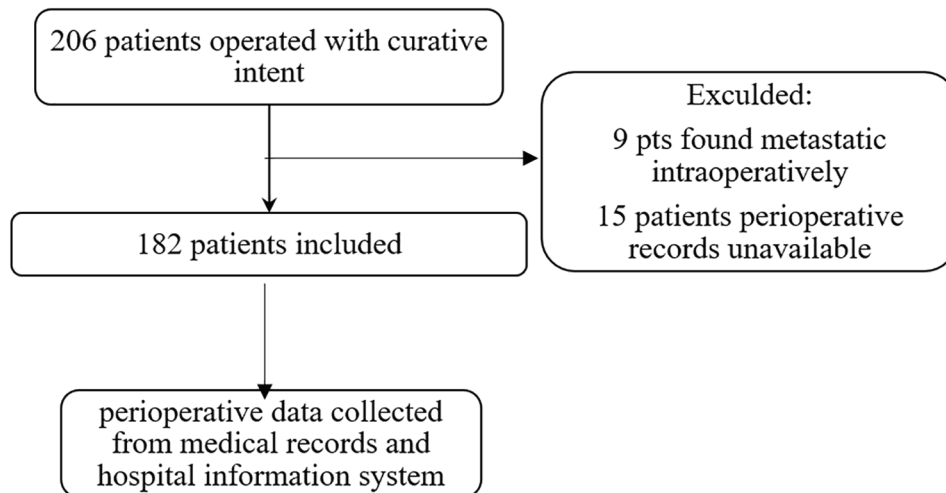 206 patients operated with curative
intent
Exculded:
9 pts found metastatic
intraoperatively
15 patients perioperative
records unavailable
182 patients included
perioperative data collected
from medical records and
hospital information system